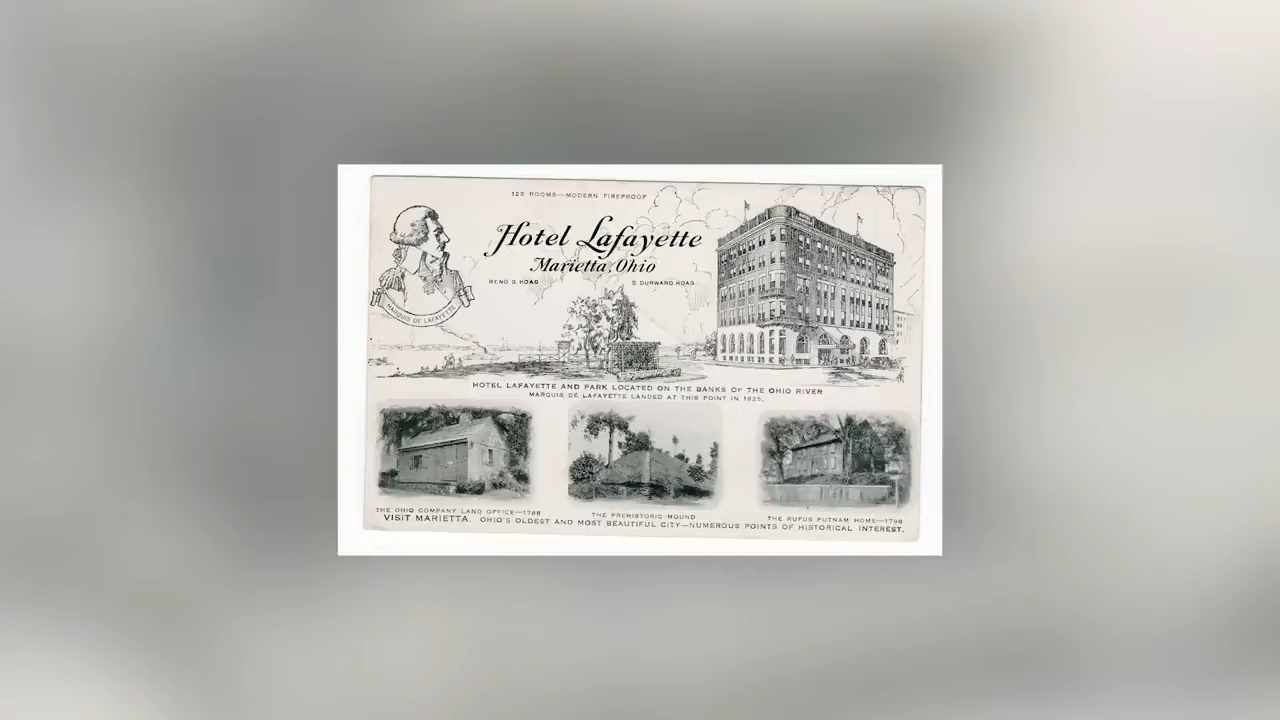 125 ROOMS—MODERN FIREPROOF
Hotel Lafayette
Marietta, Ohio
RENO G. HOAG
S DURWARD HOAG
MARQUIS DE LAFAYETTE
HOTEL LAFAYETTE AND PARK LOCATED ON THE BANKS OF THE OHIO RIVER
MARQUIS DE LAFAYETTE LANDED AT THIS POINT IN 1825.
THE OHIO COMPANY LAND OFFICE—1788
THE PREHISTORIC MOUND
THE RUFUS PUTNAM HOME—1798
VISIT MARIETTA. OHIO'S OLDEST AND MOST BEAUTIFUL CITY—NUMEROUS POINTS OF HISTORICAL INTEREST.